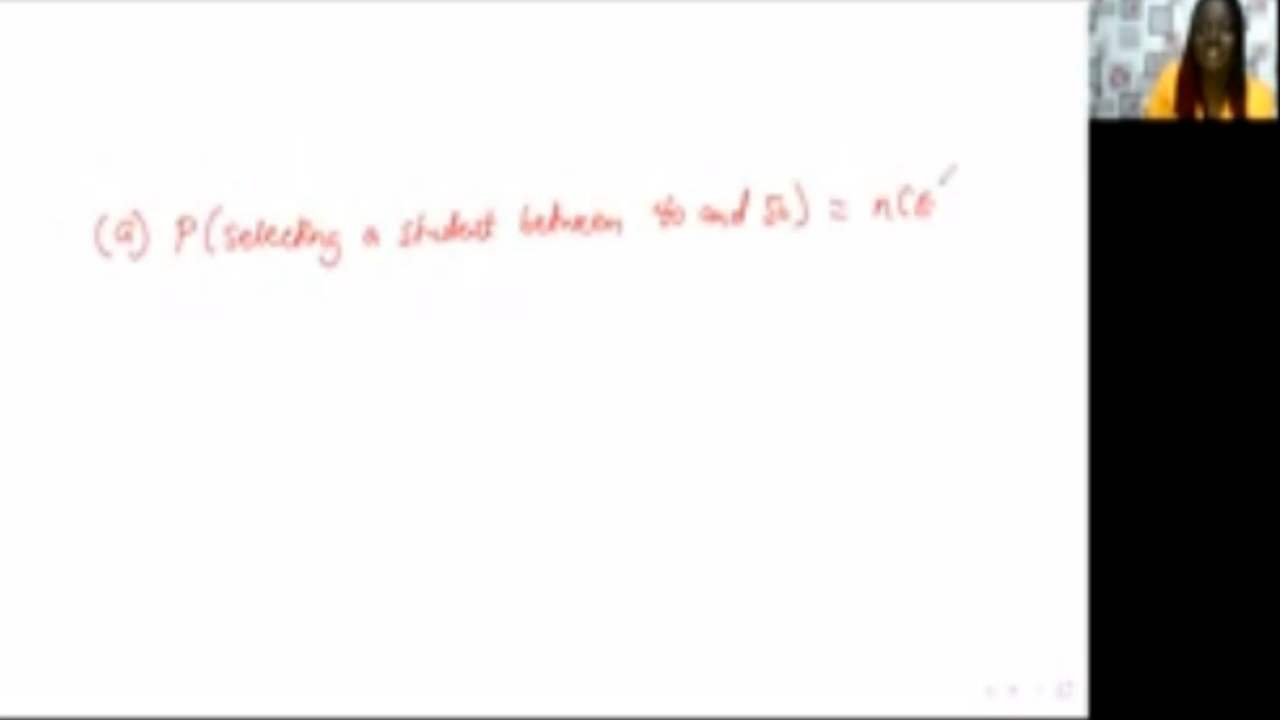 (a) P(selecting a student between 40 and 50) = n(E